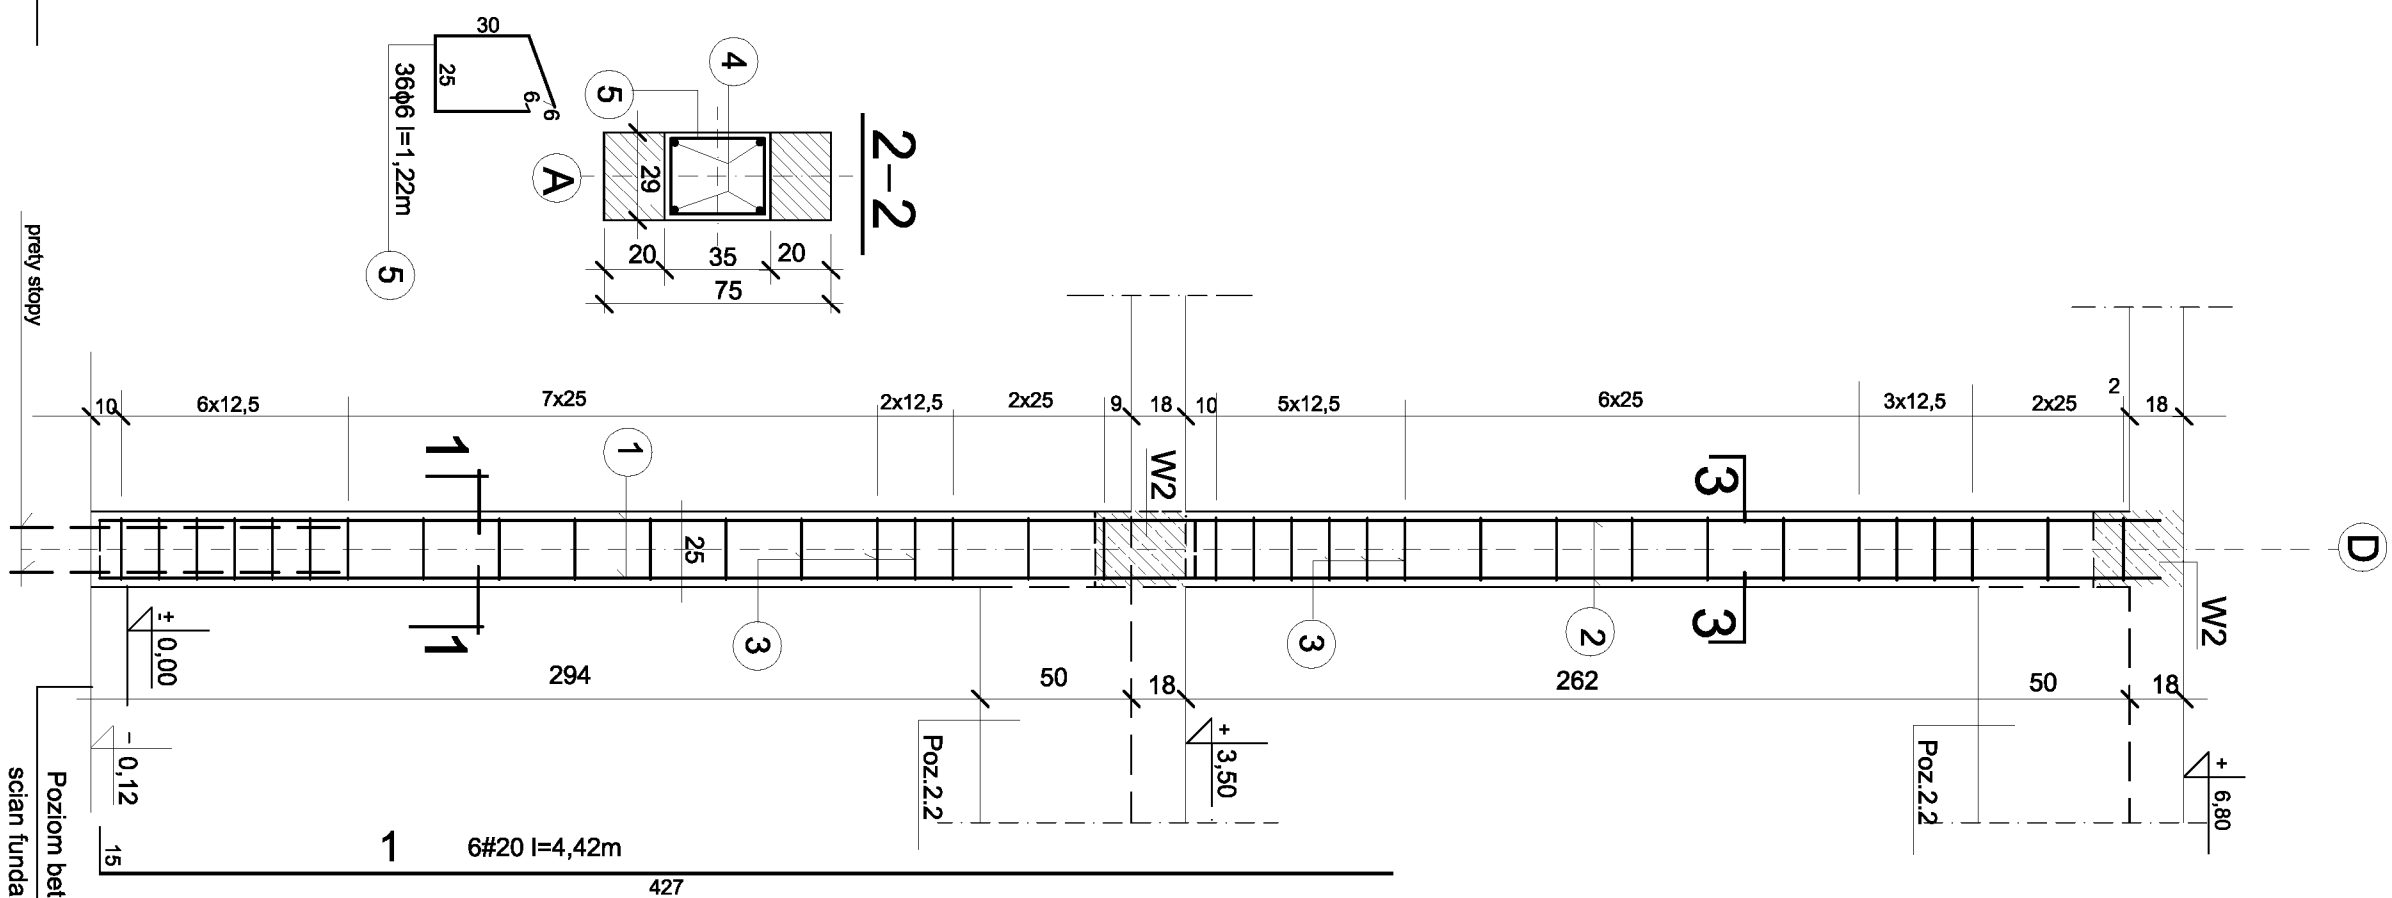 30
25
6
6
36ϕ6 l=1,22m
5
4
5
A
29
20
35
20
75
2-2
prety stopy
10
6x12,5
7x25
2x12,5
2x25
9
18
10
5x12,5
6x25
3x12,5
2x25
2
18
1
1
25
W2
3
D
3
3
2
3
1
W2
± 0,00
294
50
18
262
50
18
- 0,12
Poz.2.2
+ 3,50
Poz.2.2
+ 6,80
Poziom bet
scian funda
15
1
6#20 l=4,42m
427